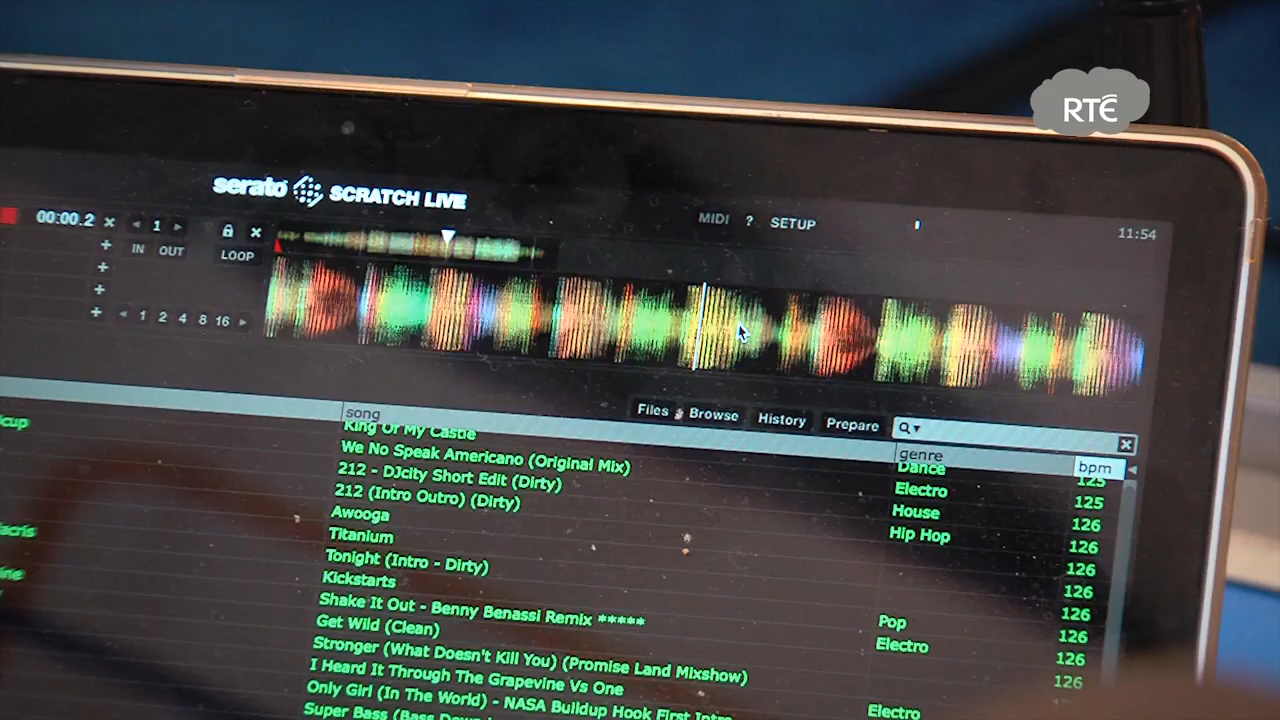 RTÉ
serato SCRATCH LIVE
MIDI ? SETUP
11:54
00:00.2 1
IN OUT LOOP
1 2 4 8 16
Files Browse History Prepare
song genre bpm
King Of My Castle Dance 125
We No Speak Americano (Original Mix) Electro 125
212 - DJcity Short Edit (Dirty) House 126
212 (Intro Outro) (Dirty) Hip Hop 126
Awooga 126
Titanium 126
Tonight (Intro - Dirty) 126
Kickstarts 126
Shake It Out - Benny Benassi Remix ***** Pop 126
Get Wild (Clean) Electro 126
Stronger (What Doesn't Kill You) (Promise Land Mixshow)
I Heard It Through The Grapevine Vs One
Only Girl (In The World) - NASA Buildup Hook First Intro Electro
Super Bass (Bass